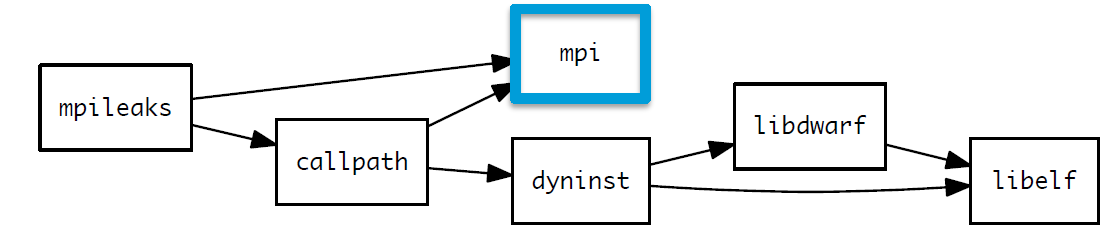 mpi
mpileaks
libdwarf
callpath
dyninst
libelf